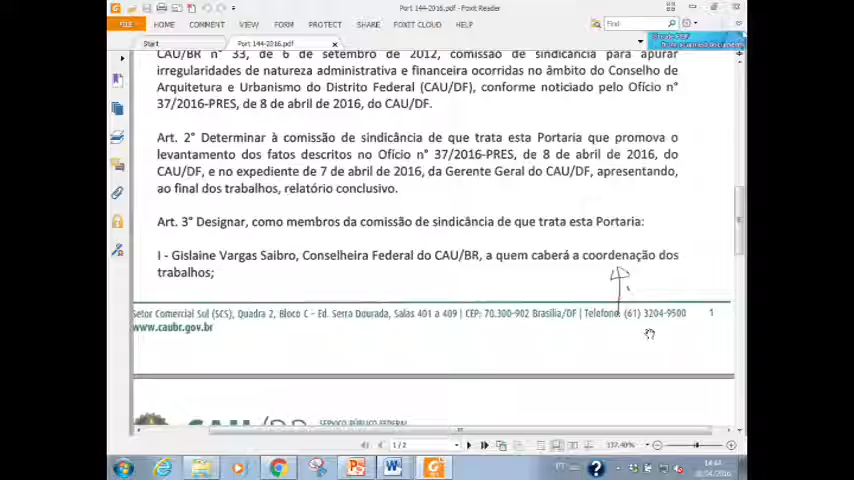 Port 144-2016.pdf - Foxit Reader
FILE
HOME
COMMENT
VIEW
FORM
PROTECT
SHARE
FOXIT CLOUD
HELP
Find
Start
Port 144-2016.pdf
CAU/BR n° 33, de 6 de setembro de 2012, comissão de sindicância para apurar
irregularidades de natureza administrativa e financeira ocorridas no âmbito do Conselho de
Arquitetura e Urbanismo do Distrito Federal (CAU/DF), conforme noticiado pelo Ofício n°
37/2016-PRES, de 8 de abril de 2016, do CAU/DF.
Art. 2° Determinar à comissão de sindicância de que trata esta Portaria que promova o
levantamento dos fatos descritos no Ofício n° 37/2016-PRES, de 8 de abril de 2016, do
CAU/DF, e no expediente de 7 de abril de 2016, da Gerente Geral do CAU/DF, apresentando,
ao final dos trabalhos, relatório conclusivo.
Art. 3° Designar, como membros da comissão de sindicância de que trata esta Portaria:
I - Gislaine Vargas Saibro, Conselheira Federal do CAU/BR, a quem caberá a coordenação dos
trabalhos;
Setor Comercial Sul (SCS), Quadra 2, Bloco C - Ed. Serra Dourada, Salas 401 a 409 | CEP: 70.300-902 Brasília/DF | Telefone: (61) 3204-9500 1
www.caubr.gov.br
SERVIÇO PÚBLICO FEDERAL
1 / 2
137.40%
PT